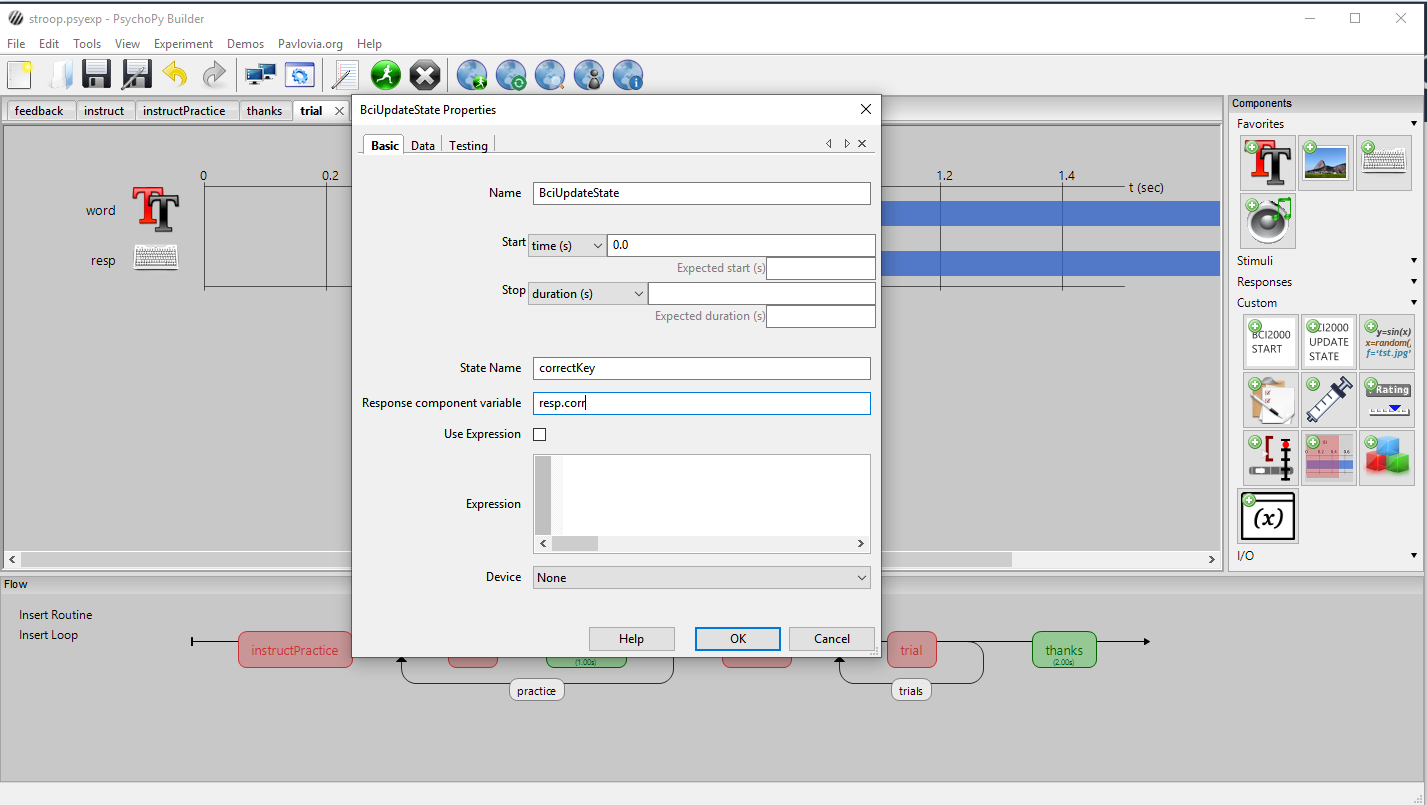 stroop.psyexp - PsychoPy Builder
File Edit Tools View Experiment Demos Pavlovia.org Help
feedback instruct instructPractice thanks trial
0 0.2 1.2 1.4 t (sec)
word
resp
BciUpdateState Properties
Basic Data Testing
Name BciUpdateState
Start time (s) 0.0
Expected start (s)
Stop duration (s)
Expected duration (s)
State Name correctKey
Response component variable resp.corr
Use Expression
Expression
Device None
Help OK Cancel
Components
Favorites
Stimuli
Responses
Custom
BCI2000
START
BCI2000
UPDATE
STATE
y=sin(x)
x=random(,
f='tst.jpg'
Rating
(x)
I/O
Flow
Insert Routine
Insert Loop
instructPractice
(1.00s)
trial
thanks
(2.00s)
practice
trials